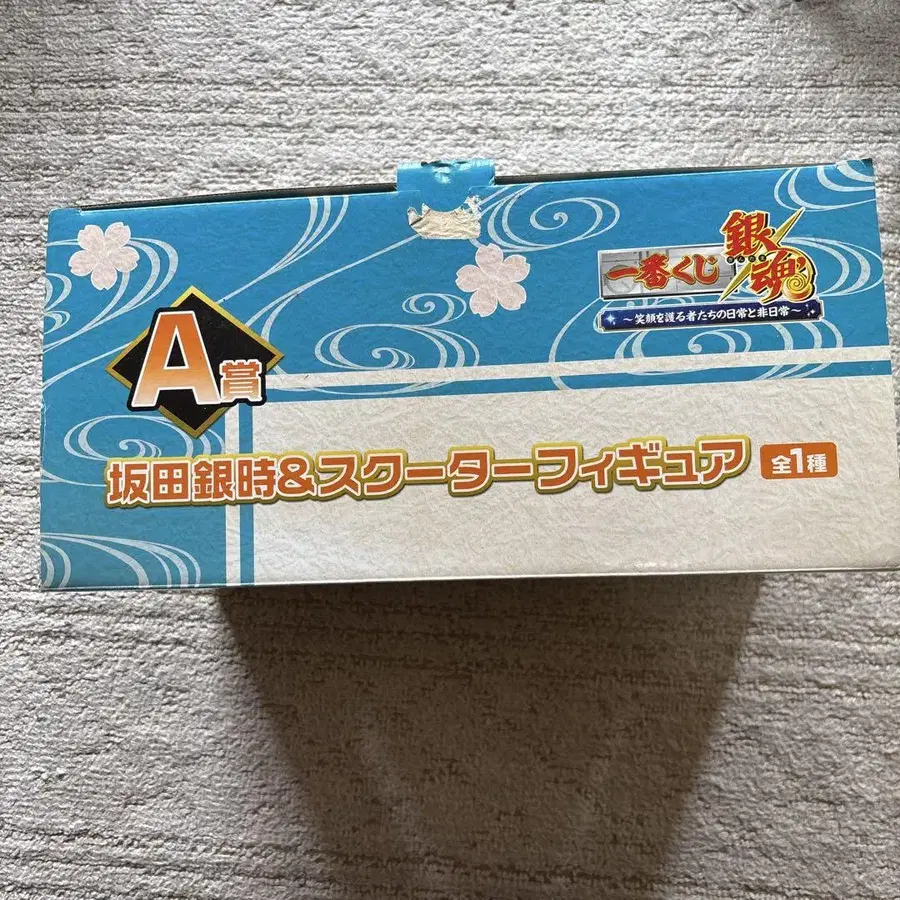 一番くじ
銀魂
～笑顔を護る者たちの日常と非日常～
A賞
坂田銀時&スクーターフィギュア
全1種